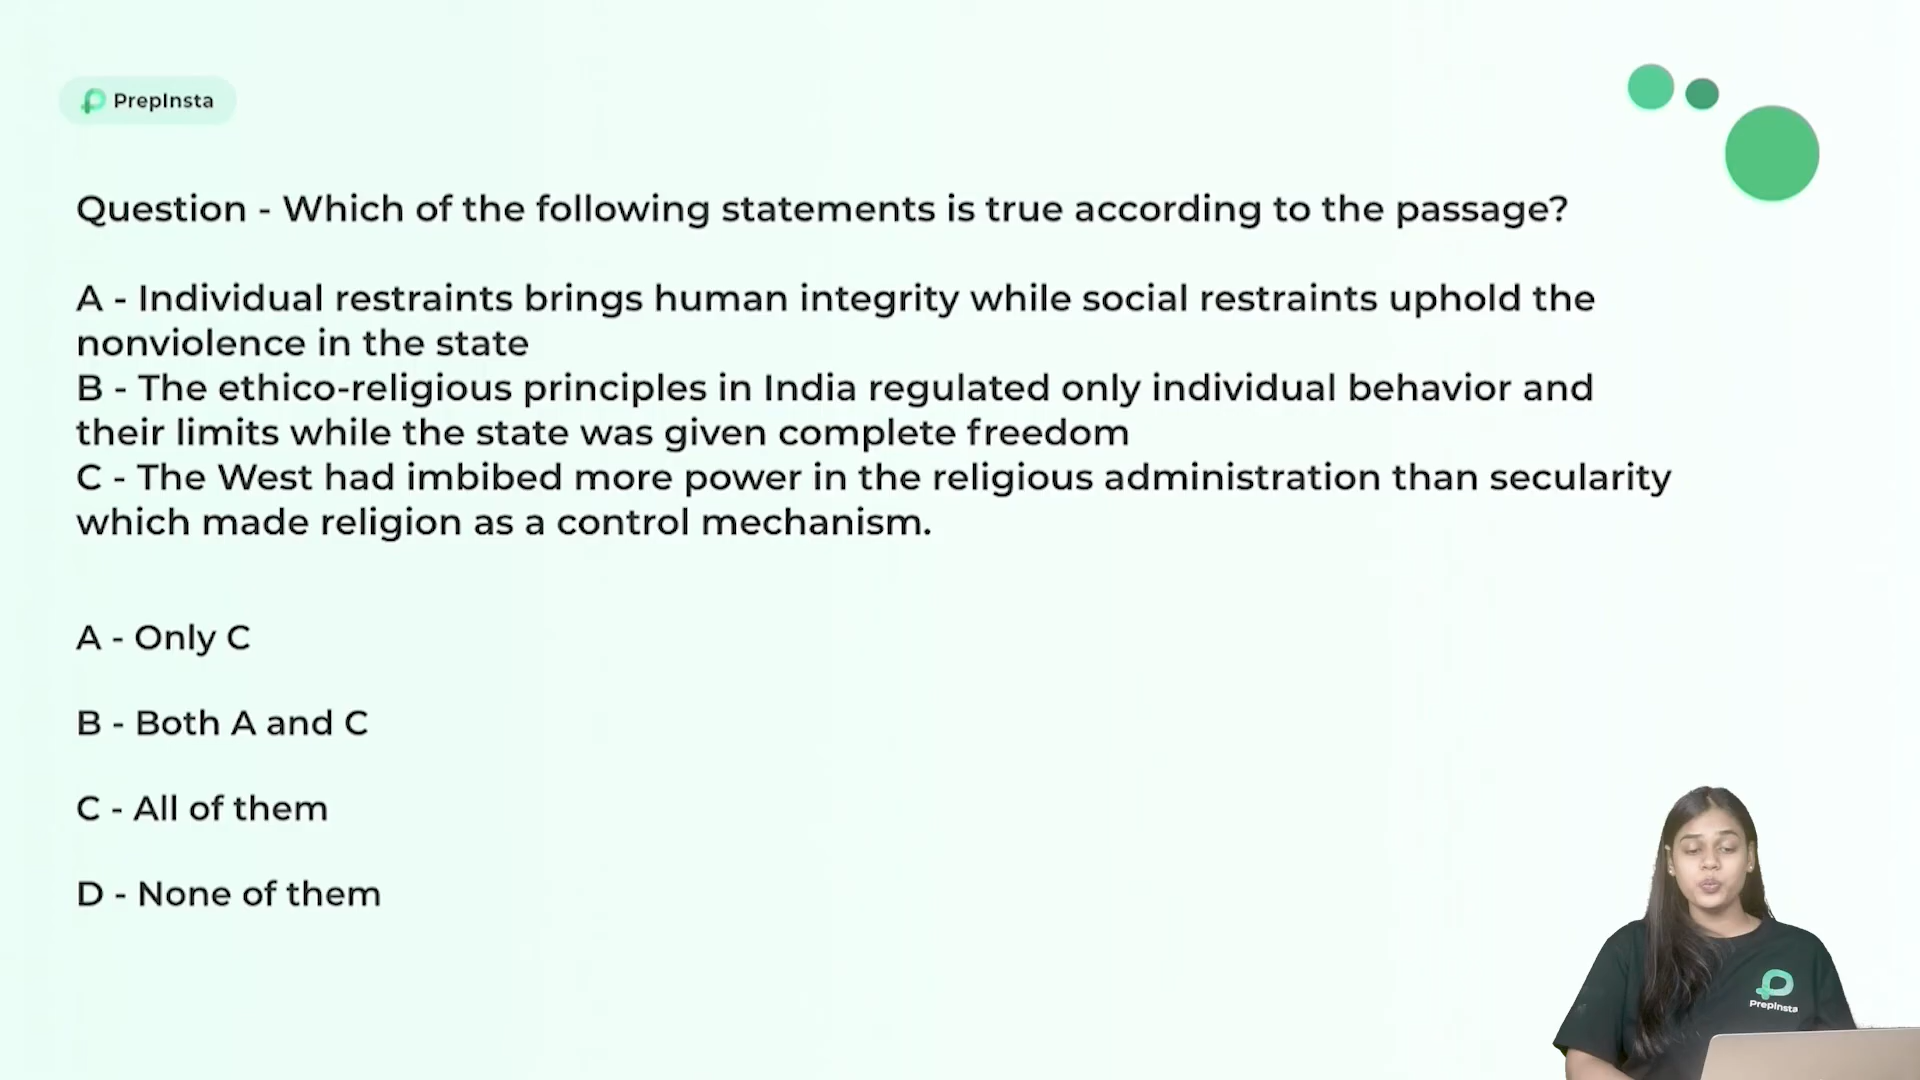 PrepInsta
Question - Which of the following statements is true according to the passage?
A - Individual restraints brings human integrity while social restraints uphold the
nonviolence in the state
B - The ethico-religious principles in India regulated only individual behavior and
their limits while the state was given complete freedom
C - The West had imbibed more power in the religious administration than secularity
which made religion as a control mechanism.
A - Only C
B - Both A and C
C - All of them
D - None of them
PrepInsta